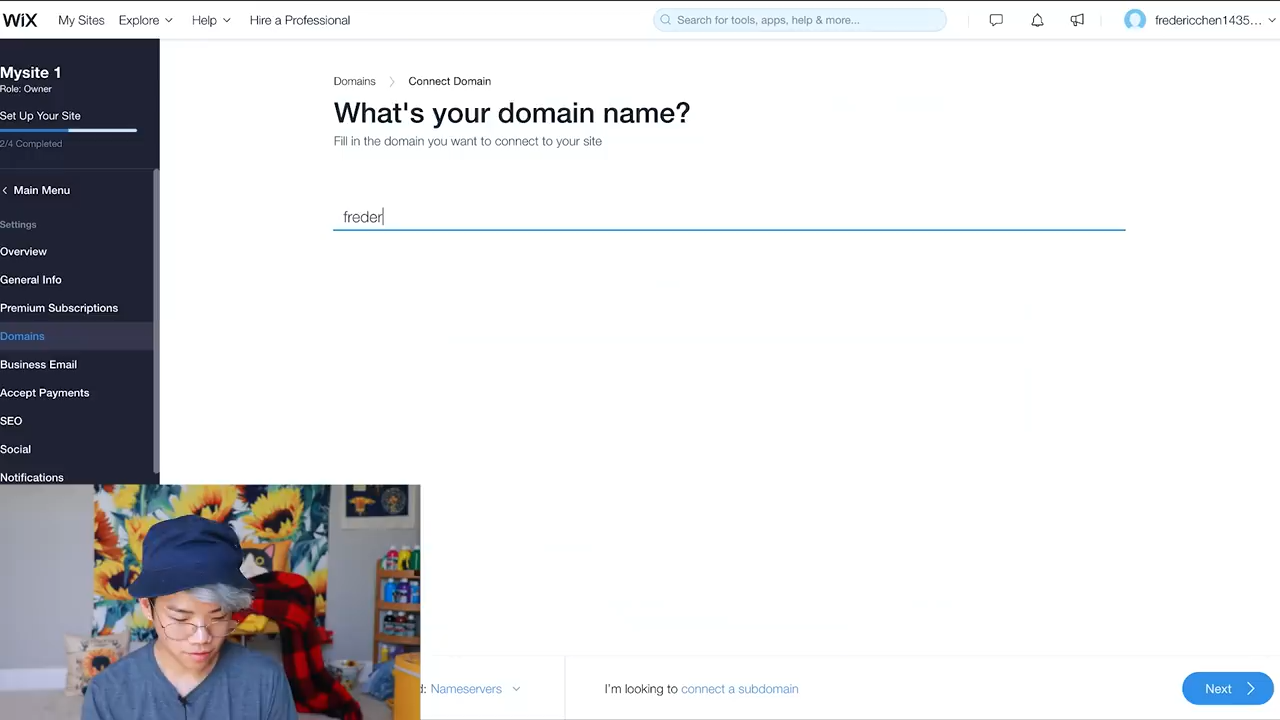 WiX My Sites Explore Help Hire a Professional Search for tools, apps, help & more... fredericchen1435...
Mysite 1
Role: Owner
Set Up Your Site
2/4 Completed
Main Menu
Settings
Overview
General Info
Premium Subscriptions
Domains
Business Email
Accept Payments
SEO
Social
Notifications
Domains > Connect Domain
What's your domain name?
Fill in the domain you want to connect to your site
freder
d: Nameservers
I'm looking to connect a subdomain
Next